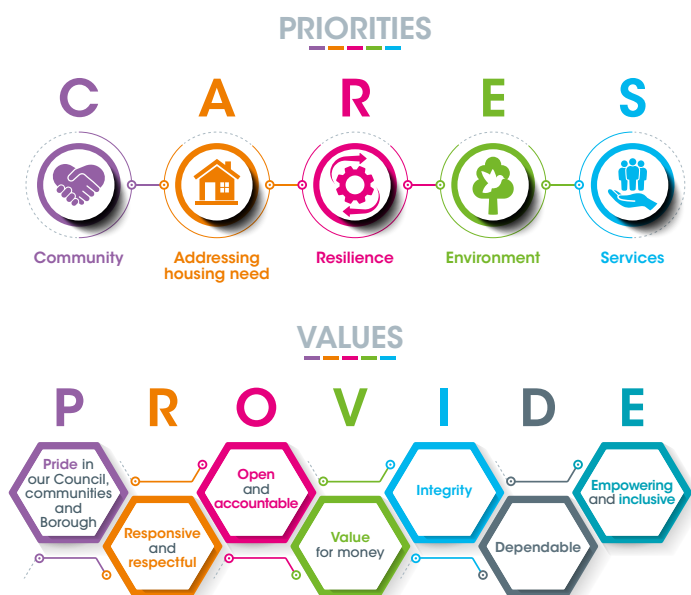 PRIORITIES
C A R E S
Community
Addressing
housing need
Resilience
Environment
Services
VALUES
P R O V I D E
Pride in
our Council,
communities
and
Borough
Responsive
and
respectful
Open
and
accountable
Value
for money
Integrity
Dependable
Empowering
and inclusive